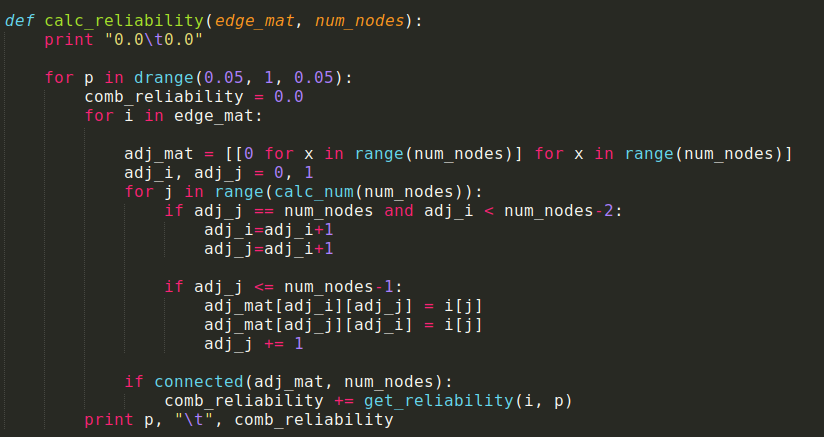 def calc_reliability(edge_mat, num_nodes):
    print "0.0\t0.0"

    for p in drange(0.05, 1, 0.05):
        comb_reliability = 0.0
        for i in edge_mat:

            adj_mat = [[0 for x in range(num_nodes)] for x in range(num_nodes)]
            adj_i, adj_j = 0, 1
            for j in range(calc_num(num_nodes)):
                if adj_j == num_nodes and adj_i < num_nodes-2:
                    adj_i=adj_i+1
                    adj_j=adj_i+1

                if adj_j <= num_nodes-1:
                    adj_mat[adj_i][adj_j] = i[j]
                    adj_mat[adj_j][adj_i] = i[j]
                    adj_j += 1

            if connected(adj_mat, num_nodes):
                comb_reliability += get_reliability(i, p)
        print p, "\t", comb_reliability